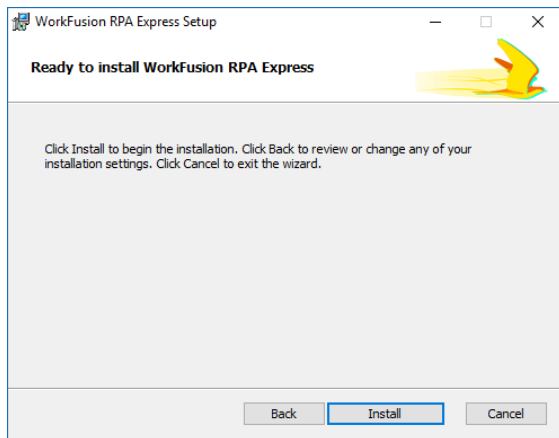 WorkFusion RPA Express Setup
Ready to install WorkFusion RPA Express
Click Install to begin the installation. Click Back to review or change any of your
installation settings. Click Cancel to exit the wizard.
Back Install Cancel